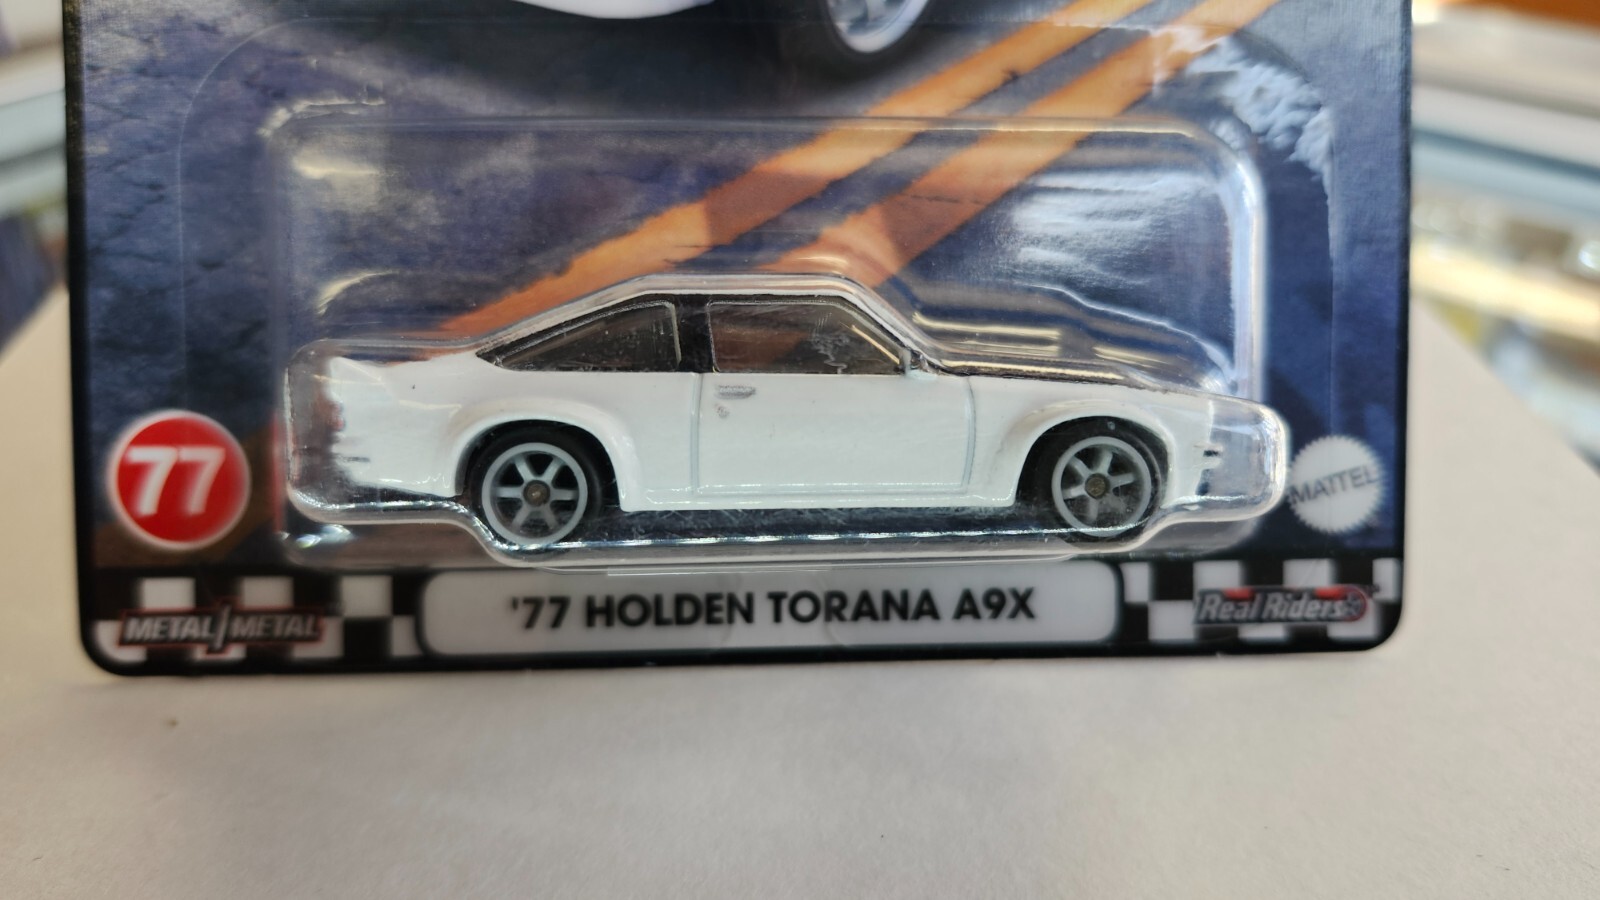 77
MATTEL
METAL/METAL
'77 HOLDEN TORANA A9X
Real Riders